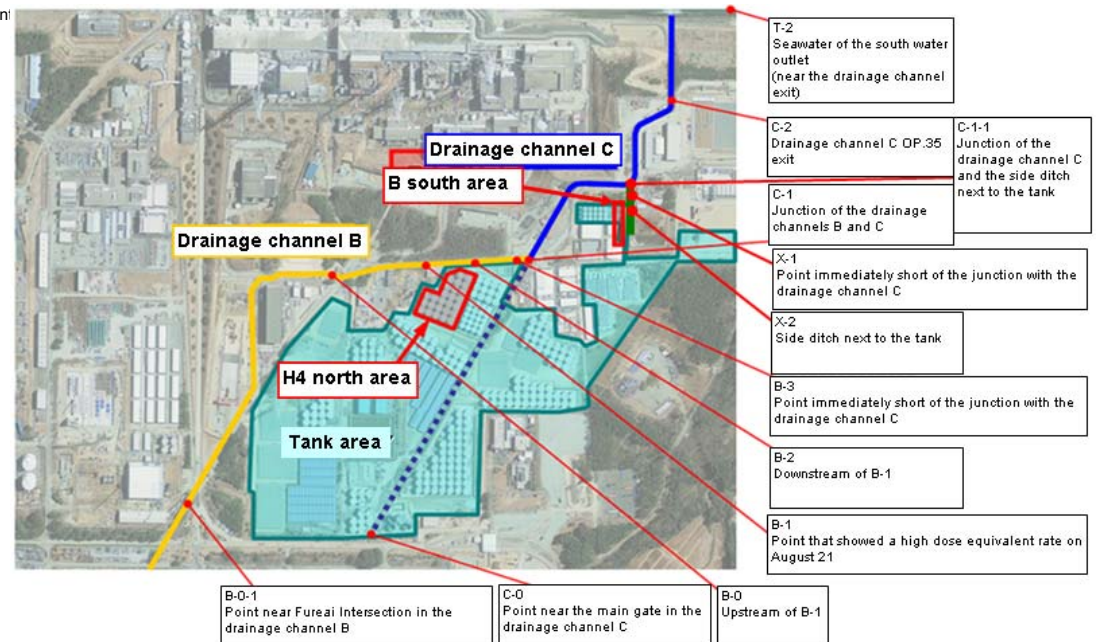 T-2
Seawater of the south water
outlet
(near the drainage channel
exit)
C-2
Drainage channel C OP.35
exit
C-1-1
Junction of the
drainage channel C
and the side ditch
next to the tank
Drainage channel C
B south area
C-1
Junction of the drainage
channels B and C
Drainage channel B
X-1
Point immediately short of the junction with the
drainage channel C
X-2
Side ditch next to the tank
H4 north area
B-3
Point immediately short of the junction with the
drainage channel C
Tank area
B-2
Downstream of B-1
B-1
Point that showed a high dose equivalent rate on
August 21
B-0-1
Point near Fureai Intersection in the
drainage channel B
C-0
Point near the main gate in the
drainage channel C
B-0
Upstream of B-1